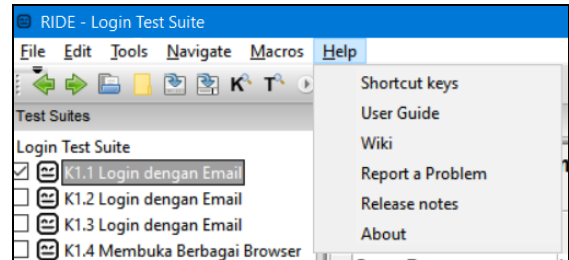 RIDE - Login Test Suite
File Edit Tools Navigate Macros Help
Shortcut keys
User Guide
Wiki
Report a Problem
Release notes
About
Test Suites
Login Test Suite
K1.1 Login dengan Email
K1.2 Login dengan Email
K1.3 Login dengan Email
K1.4 Membuka Berbagai Browser